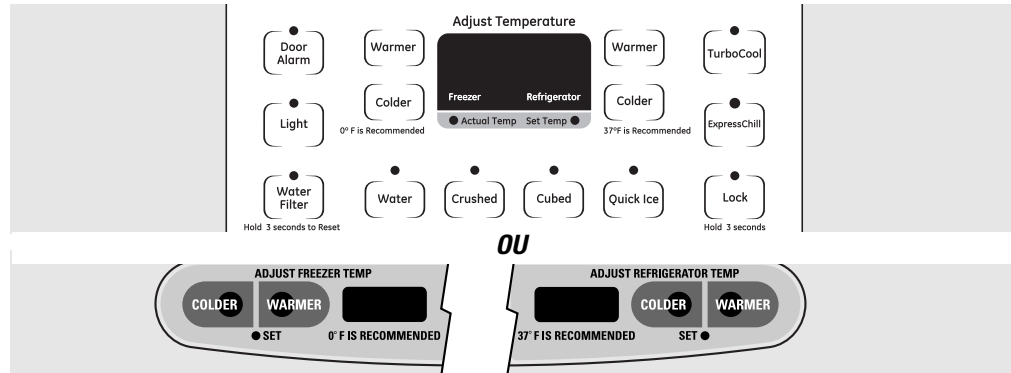 Adjust Temperature
Door
Alarm
Warmer
Warmer
TurboCool
Freezer Refrigerator
Colder
Colder
Light
ExpressChill
Actual Temp Set Temp
0° F is Recommended
37°F is Recommended
Water
Filter
Water
Crushed
Cubed
Quick Ice
Lock
Hold 3 seconds to Reset
Hold 3 seconds
OU
ADJUST FREEZER TEMP
COLDER WARMER
SET
0° F IS RECOMMENDED
ADJUST REFRIGERATOR TEMP
COLDER WARMER
37° F IS RECOMMENDED
SET